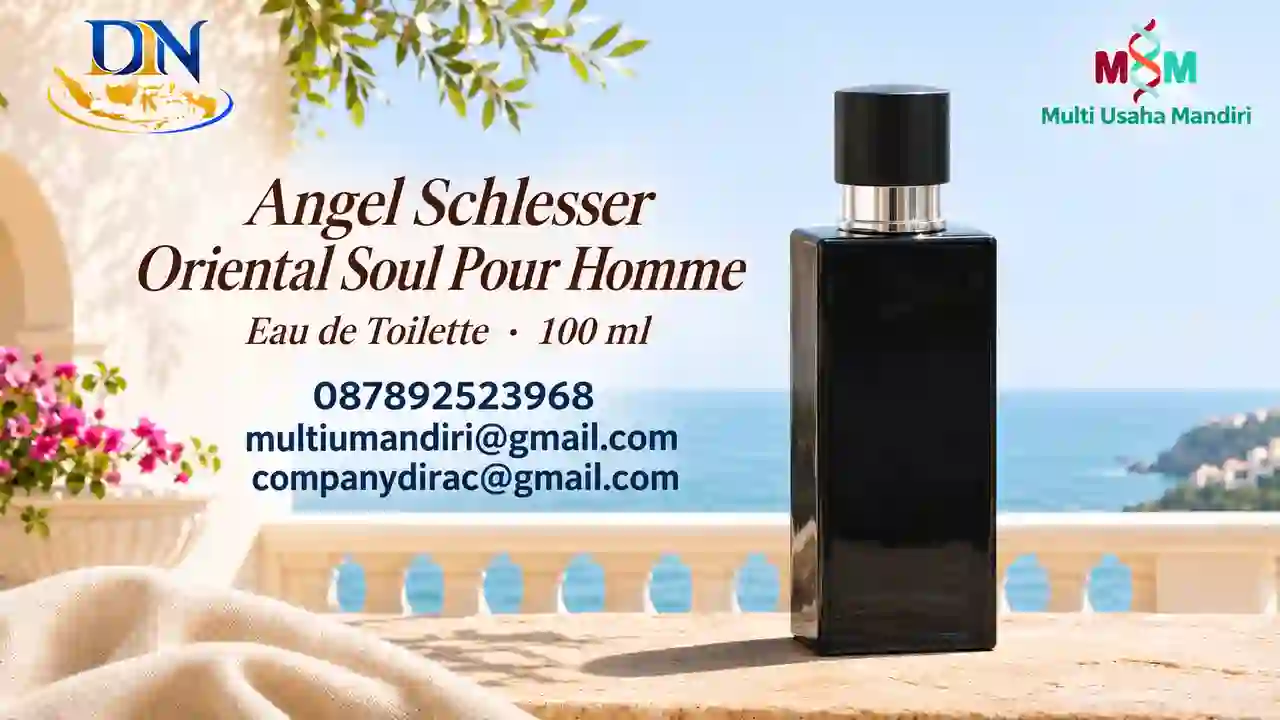 DN
M M
Multi Usaha Mandiri
Angel Schlesser
Oriental Soul Pour Homme
Eau de Toilette · 100 ml
087892523968
multiumandiri@gmail.com
companydirac@gmail.com